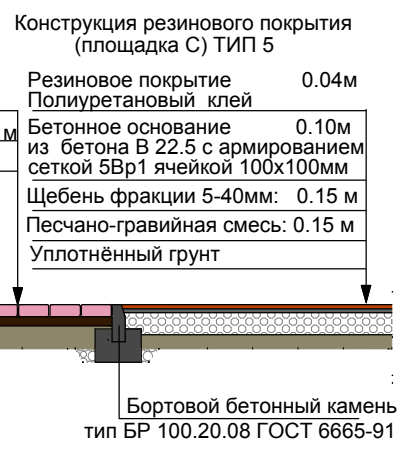 Конструкция резинового покрытия
(площадка С) ТИП 5
Резиновое покрытие 0.04м
Полиуретановый клей
м
Бетонное основание 0.10м
из бетона В 22.5 с армированием
сеткой 5Вр1 ячейкой 100х100мм
Щебень фракции 5-40мм: 0.15 м
Песчано-гравийная смесь: 0.15 м
Уплотнённый грунт
Бортовой бетонный камень
тип БР 100.20.08 ГОСТ 6665-91